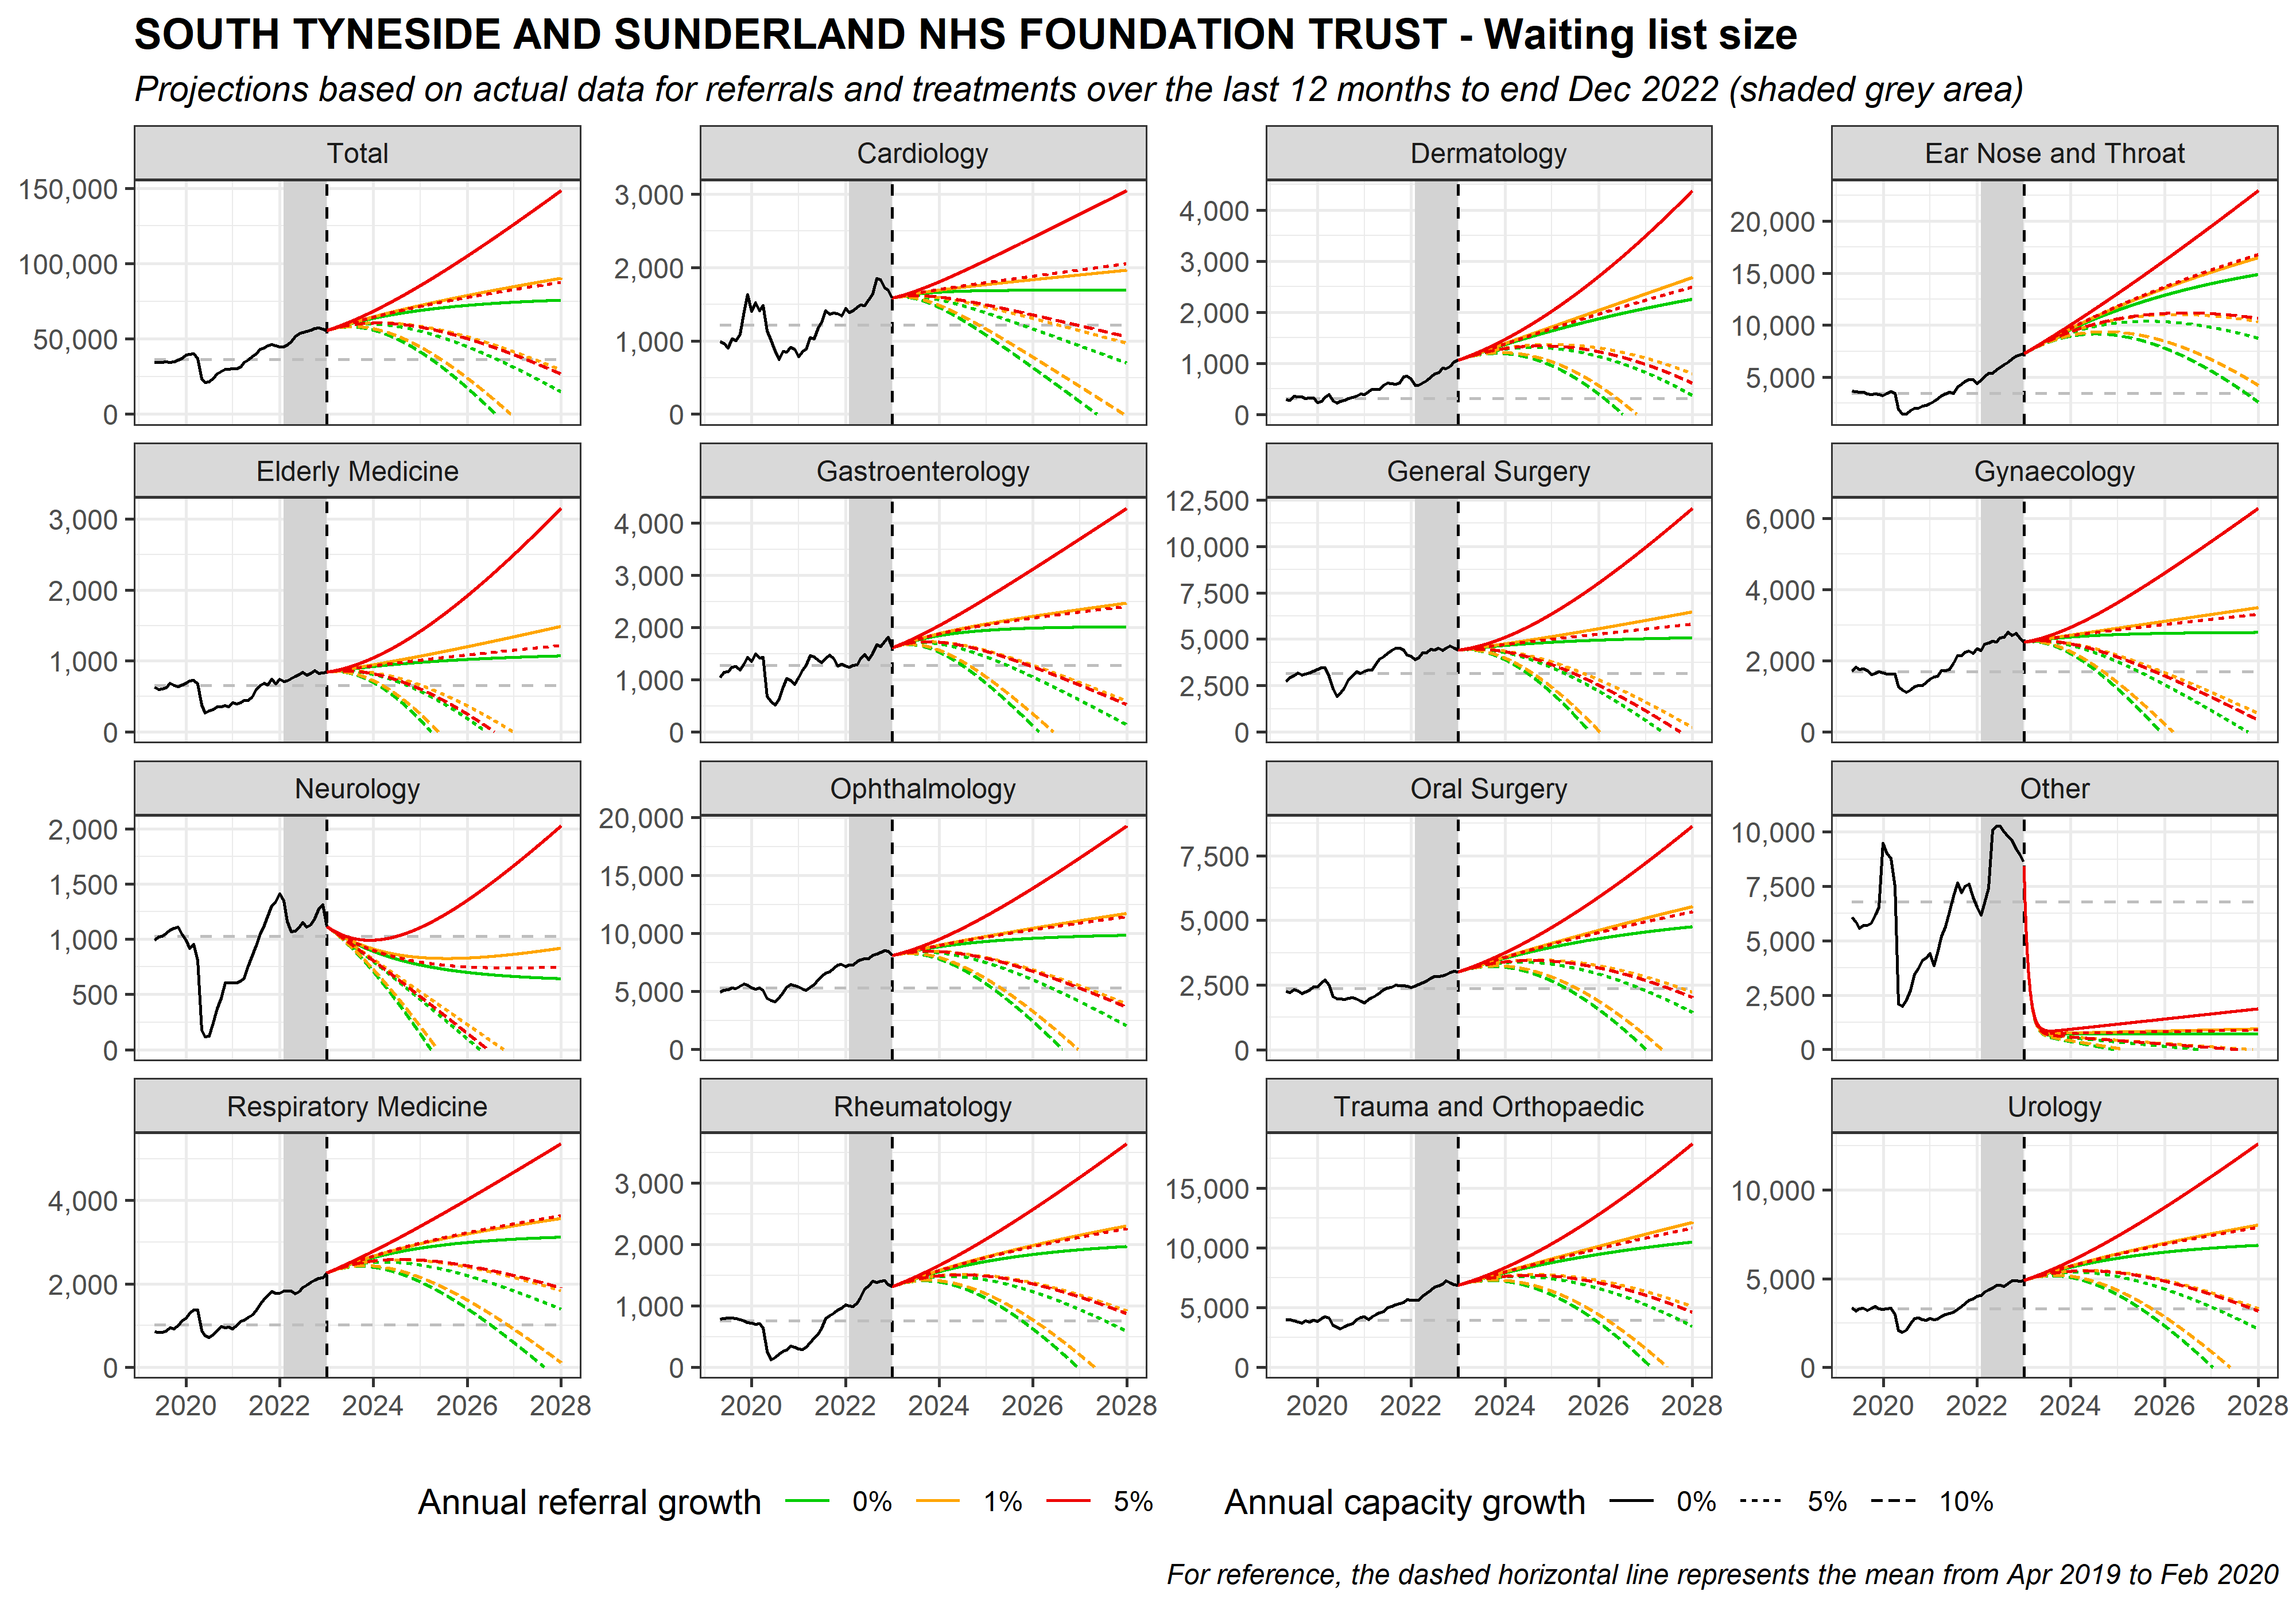 SOUTH TYNESIDE AND SUNDERLAND NHS FOUNDATION TRUST - Waiting list size
Projections based on actual data for referrals and treatments over the last 12 months to end Dec 2022 (shaded grey area)
Total
150,000
100,000
50,000
0
Cardiology
3,000
2,000
1,000
0
Dermatology
4,000
3,000
2,000
1,000
0
Ear Nose and Throat
20,000
15,000
10,000
5,000
Elderly Medicine
3,000
2,000
1,000
0
Gastroenterology
4,000
3,000
2,000
1,000
0
General Surgery
12,500
10,000
7,500
5,000
2,500
0
Gynaecology
6,000
4,000
2,000
0
Neurology
2,000
1,500
1,000
500
0
Ophthalmology
20,000
15,000
10,000
5,000
0
Oral Surgery
7,500
5,000
2,500
0
Other
10,000
7,500
5,000
2,500
0
Respiratory Medicine
4,000
2,000
0
2020 2022 2024 2026 2028
Rheumatology
3,000
2,000
1,000
0
2020 2022 2024 2026 2028
Trauma and Orthopaedic
15,000
10,000
5,000
0
2020 2022 2024 2026 2028
Urology
10,000
5,000
0
2020 2022 2024 2026 2028
Annual referral growth 0% 1% 5% Annual capacity growth 0% 5% 10%
For reference, the dashed horizontal line represents the mean from Apr 2019 to Feb 2020